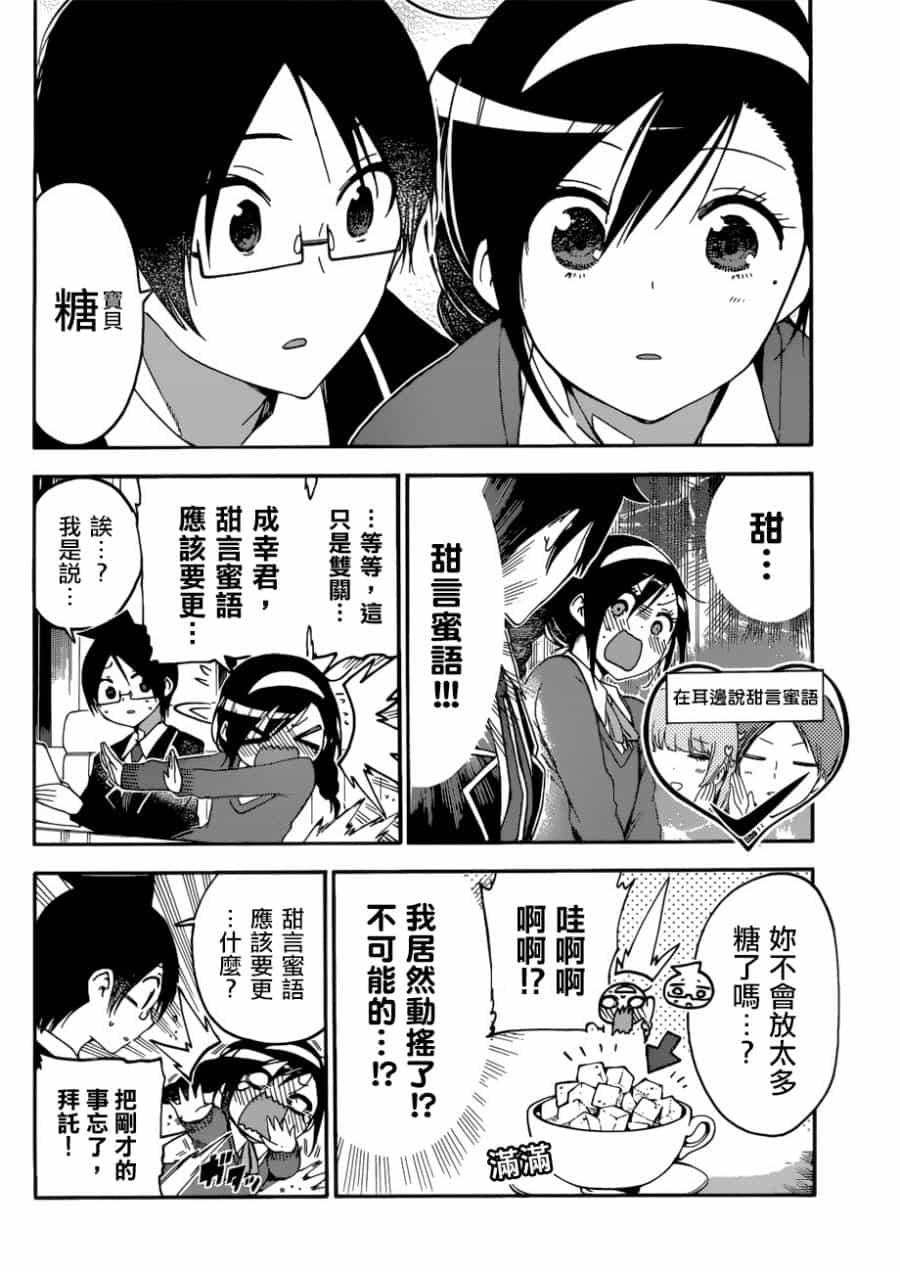 寶貝
糖
甜…
甜言蜜語!!!
在耳邊說甜言蜜語
…等等,這
只是雙關…
成幸君,
甜言蜜語
應該要更…
誒…?
我是說…
妳不會放太多
糖了嗎…?
滿滿
哇啊啊
啊啊!?
我居然動搖了!?
不可能的…!?
甜言蜜語
應該要更
…什麼?
把剛才的
事忘了,
拜託!